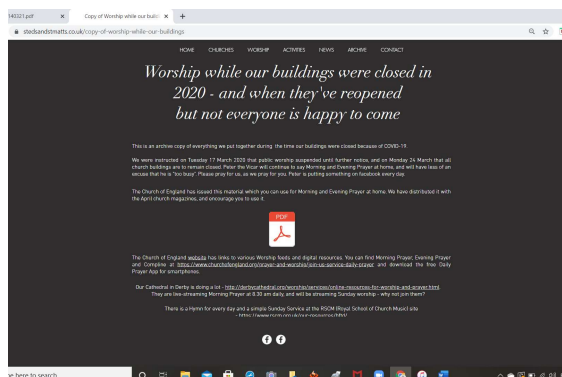 140321.pdf
Copy of Worship while our buildi
stedsandstmatts.co.uk/copy-of-worship-while-our-buildings
HOME CHURCHES WORSHIP ACTIVITIES NEWS ARCHIVE CONTACT
Worship while our buildings were closed in
2020 - and when they've reopened
but not everyone is happy to come
This is an archive copy of everything we put together during the time our buildings were closed because of COVID-19.
We were instructed on Tuesday 17 March 2020 that public worship suspended until further notice, and on Monday 24 March that all
church buildings are to remain closed. Peter the Vicar will continue to say Morning and Evening Prayer at home, and will have less of an
excuse that he is "too busy". Please pray for us, as we pray for you. Peter is putting something on facebook every day.
The Church of England has issued this material which you can use for Morning and Evening Prayer at home. We have distributed it with
the April church magazines, and encourage you to use it.
PDF
The Church of England website has links to various Worship feeds and digital resources. You can find Morning Prayer, Evening Prayer
and Compline at https://www.churchofengland.org/prayer-and-worship/join-us-service-daily-prayer and download the free Daily
Prayer App for smartphones.
Our Cathedral in Derby is doing a lot - http://derbycathedral.org/worship/services/online-resources-for-worship-and-prayer.html.
They are live-streaming Morning Prayer at 8.30 am daily, and will be streaming Sunday worship - why not join them?
There is a Hymn for every day and a simple Sunday Service at the RSCM (Royal School of Church Music) site
- https://www.rscm.org.uk/our-resources/hftd/
here to search